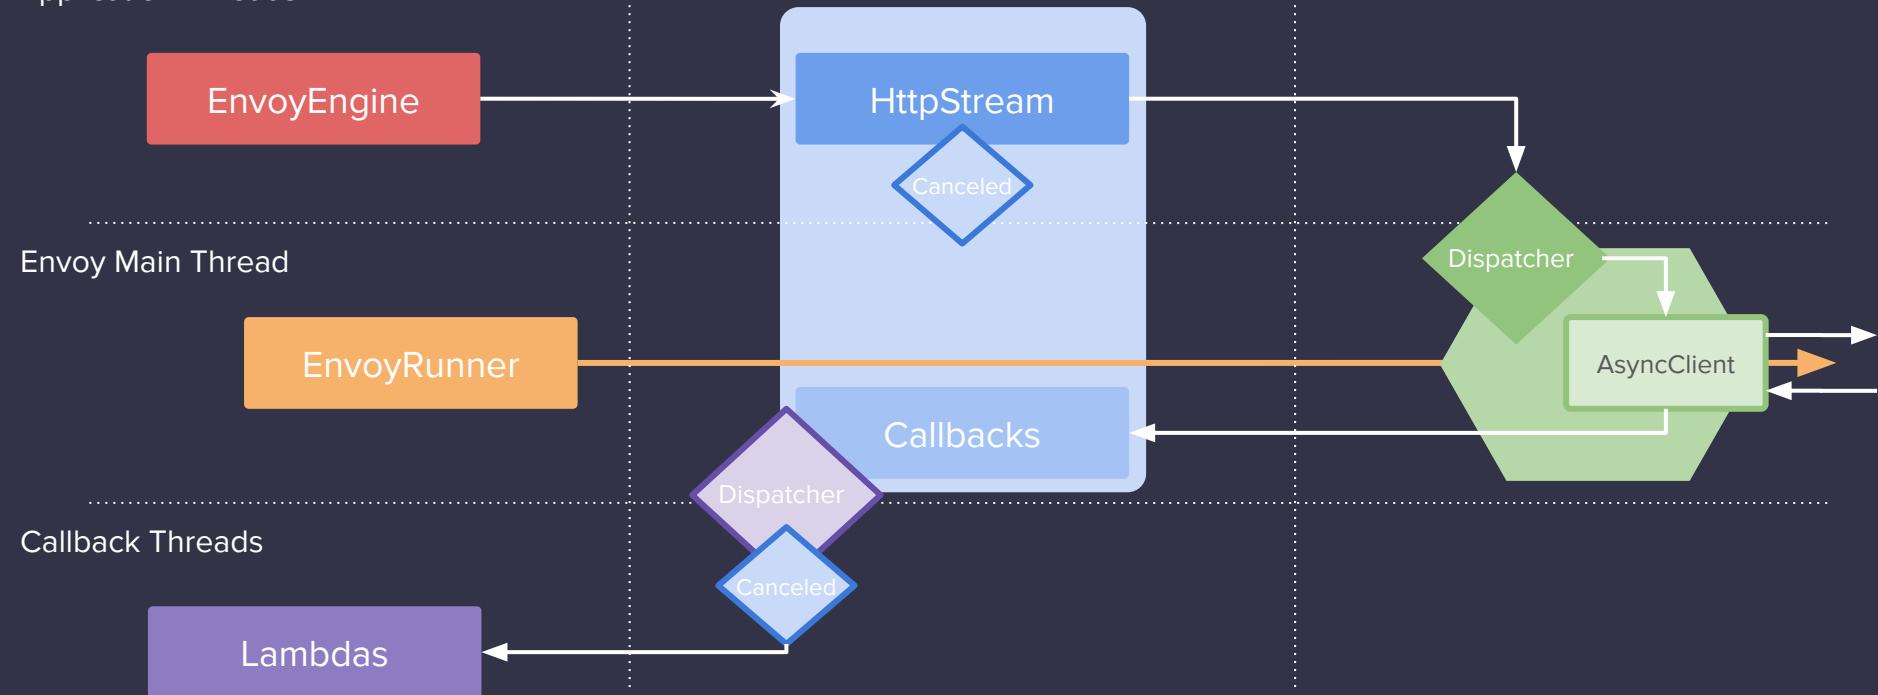 EnvoyEngine
HttpStream
Canceled
Envoy Main Thread
Dispatcher
EnvoyRunner
AsyncClient
Callbacks
Dispatcher
Callback Threads
Canceled
Lambdas